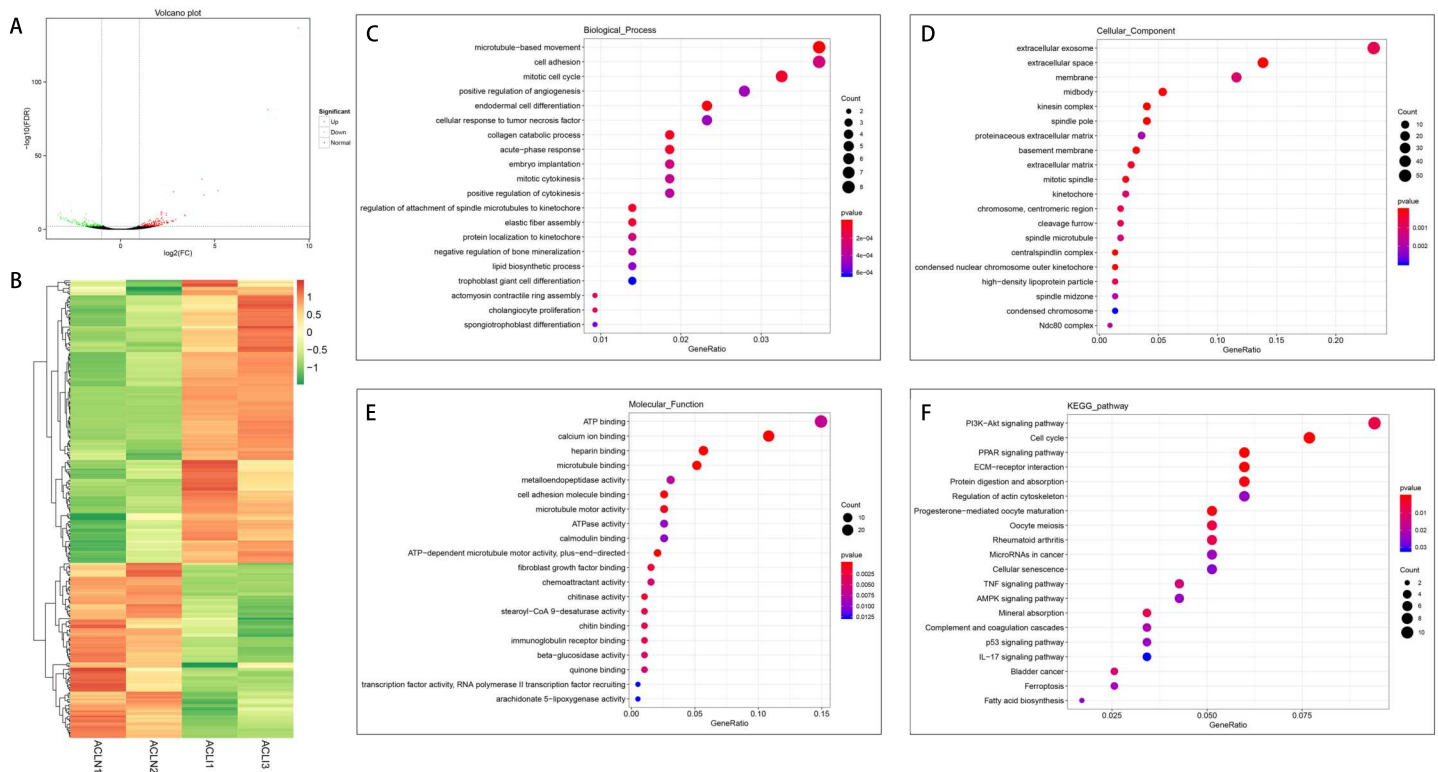 A
Volcano plot
100
50
0
−log10(FDR)
0
5
10
log2(FC)
Significant
Up
Down
Normal
B
1
0.5
0
−0.5
−1
ACLN1
ACLN2
ACLI1
ACLI3
C
Biological_Process
microtubule−based movement
cell adhesion
mitotic cell cycle
positive regulation of angiogenesis
endodermal cell differentiation
cellular response to tumor necrosis factor
collagen catabolic process
acute−phase response
embryo implantation
mitotic cytokinesis
positive regulation of cytokinesis
regulation of attachment of spindle microtubules to kinetochore
elastic fiber assembly
protein localization to kinetochore
negative regulation of bone mineralization
lipid biosynthetic process
trophoblast giant cell differentiation
actomyosin contractile ring assembly
cholangiocyte proliferation
spongiotrophoblast differentiation
0.01
0.02
0.03
GeneRatio
Count
2
3
4
5
6
7
8
pvalue
2e−04
4e−04
6e−04
D
Cellular_Component
extracellular exosome
extracellular space
membrane
midbody
kinesin complex
spindle pole
proteinaceous extracellular matrix
basement membrane
extracellular matrix
mitotic spindle
kinetochore
chromosome, centromeric region
cleavage furrow
spindle microtubule
centralspindlin complex
condensed nuclear chromosome outer kinetochore
high−density lipoprotein particle
spindle midzone
condensed chromosome
Ndc80 complex
0.00
0.05
0.10
0.15
0.20
GeneRatio
Count
10
20
30
40
50
pvalue
0.001
0.002
E
Molecular_Function
ATP binding
calcium ion binding
heparin binding
microtubule binding
metalloendopeptidase activity
cell adhesion molecule binding
microtubule motor activity
ATPase activity
calmodulin binding
ATP−dependent microtubule motor activity, plus−end−directed
fibroblast growth factor binding
chemoattractant activity
chitinase activity
stearoyl−CoA 9−desaturase activity
chitin binding
immunoglobulin receptor binding
beta−glucosidase activity
quinone binding
transcription factor activity, RNA polymerase II transcription factor recruiting
arachidonate 5−lipoxygenase activity
0.00
0.05
0.10
0.15
GeneRatio
Count
10
20
pvalue
0.0025
0.0050
0.0075
0.0100
0.0125
F
KEGG_pathway
PI3K−Akt signaling pathway
Cell cycle
PPAR signaling pathway
ECM−receptor interaction
Protein digestion and absorption
Regulation of actin cytoskeleton
Progesterone−mediated oocyte maturation
Oocyte meiosis
Rheumatoid arthritis
MicroRNAs in cancer
Cellular senescence
TNF signaling pathway
AMPK signaling pathway
Mineral absorption
Complement and coagulation cascades
p53 signaling pathway
IL−17 signaling pathway
Bladder cancer
Ferroptosis
Fatty acid biosynthesis
0.025
0.050
0.075
GeneRatio
pvalue
0.01
0.02
0.03
Count
2
4
6
8
10